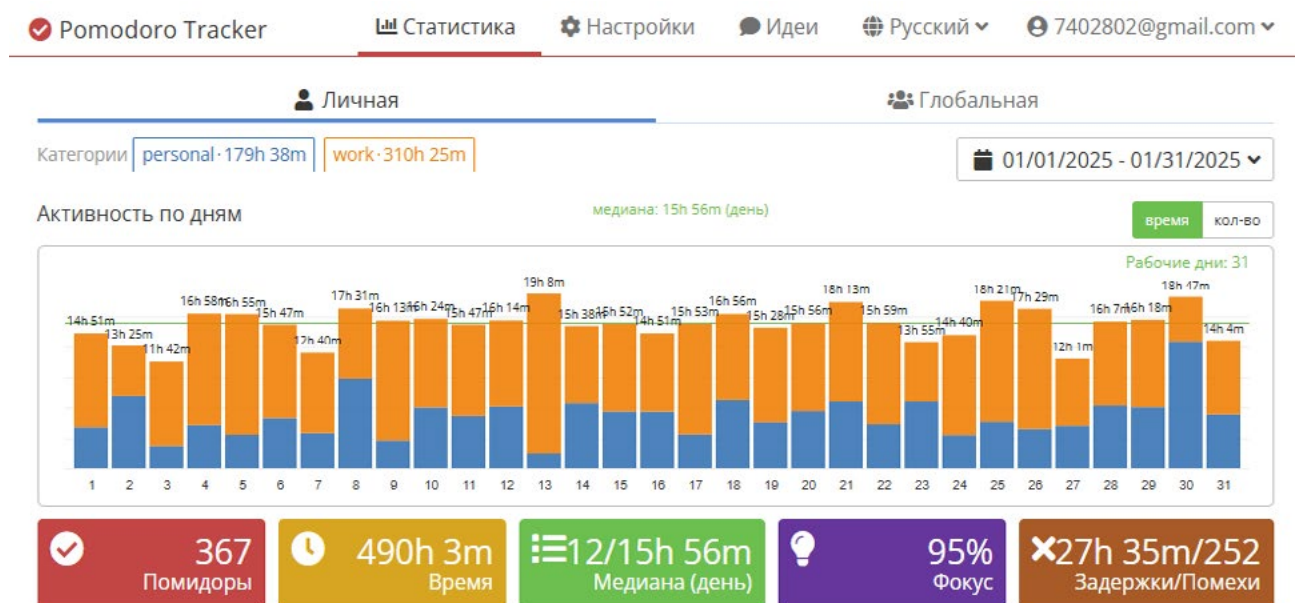 Pomodoro Tracker Статистика Настройки Идеи Русский 7402802@gmail.com
Личная Глобальная
Категории personal·179h 38m work·310h 25m 01/01/2025 - 01/31/2025
Активность по дням медиана: 15h 56m (день) время кол-во
Рабочие дни: 31
14h 51m 13h 25m 11h 42m 16h 58m 16h 55m 15h 47m 12h 40m 17h 31m 16h 13m 16h 24m 15h 47m 16h 14m 19h 8m 15h 38m 15h 52m 14h 51m 15h 53m 16h 56m 15h 28m 15h 56m 18h 13m 15h 59m 13h 55m 14h 40m 18h 21m 17h 29m 12h 1m 16h 7m 16h 18m 18h 47m 14h 4m
1 2 3 4 5 6 7 8 9 10 11 12 13 14 15 16 17 18 19 20 21 22 23 24 25 26 27 28 29 30 31
367 490h 3m 12/15h 56m 95% 27h 35m/252
Помидоры Время Медиана (день) Фокус Задержки/Помехи